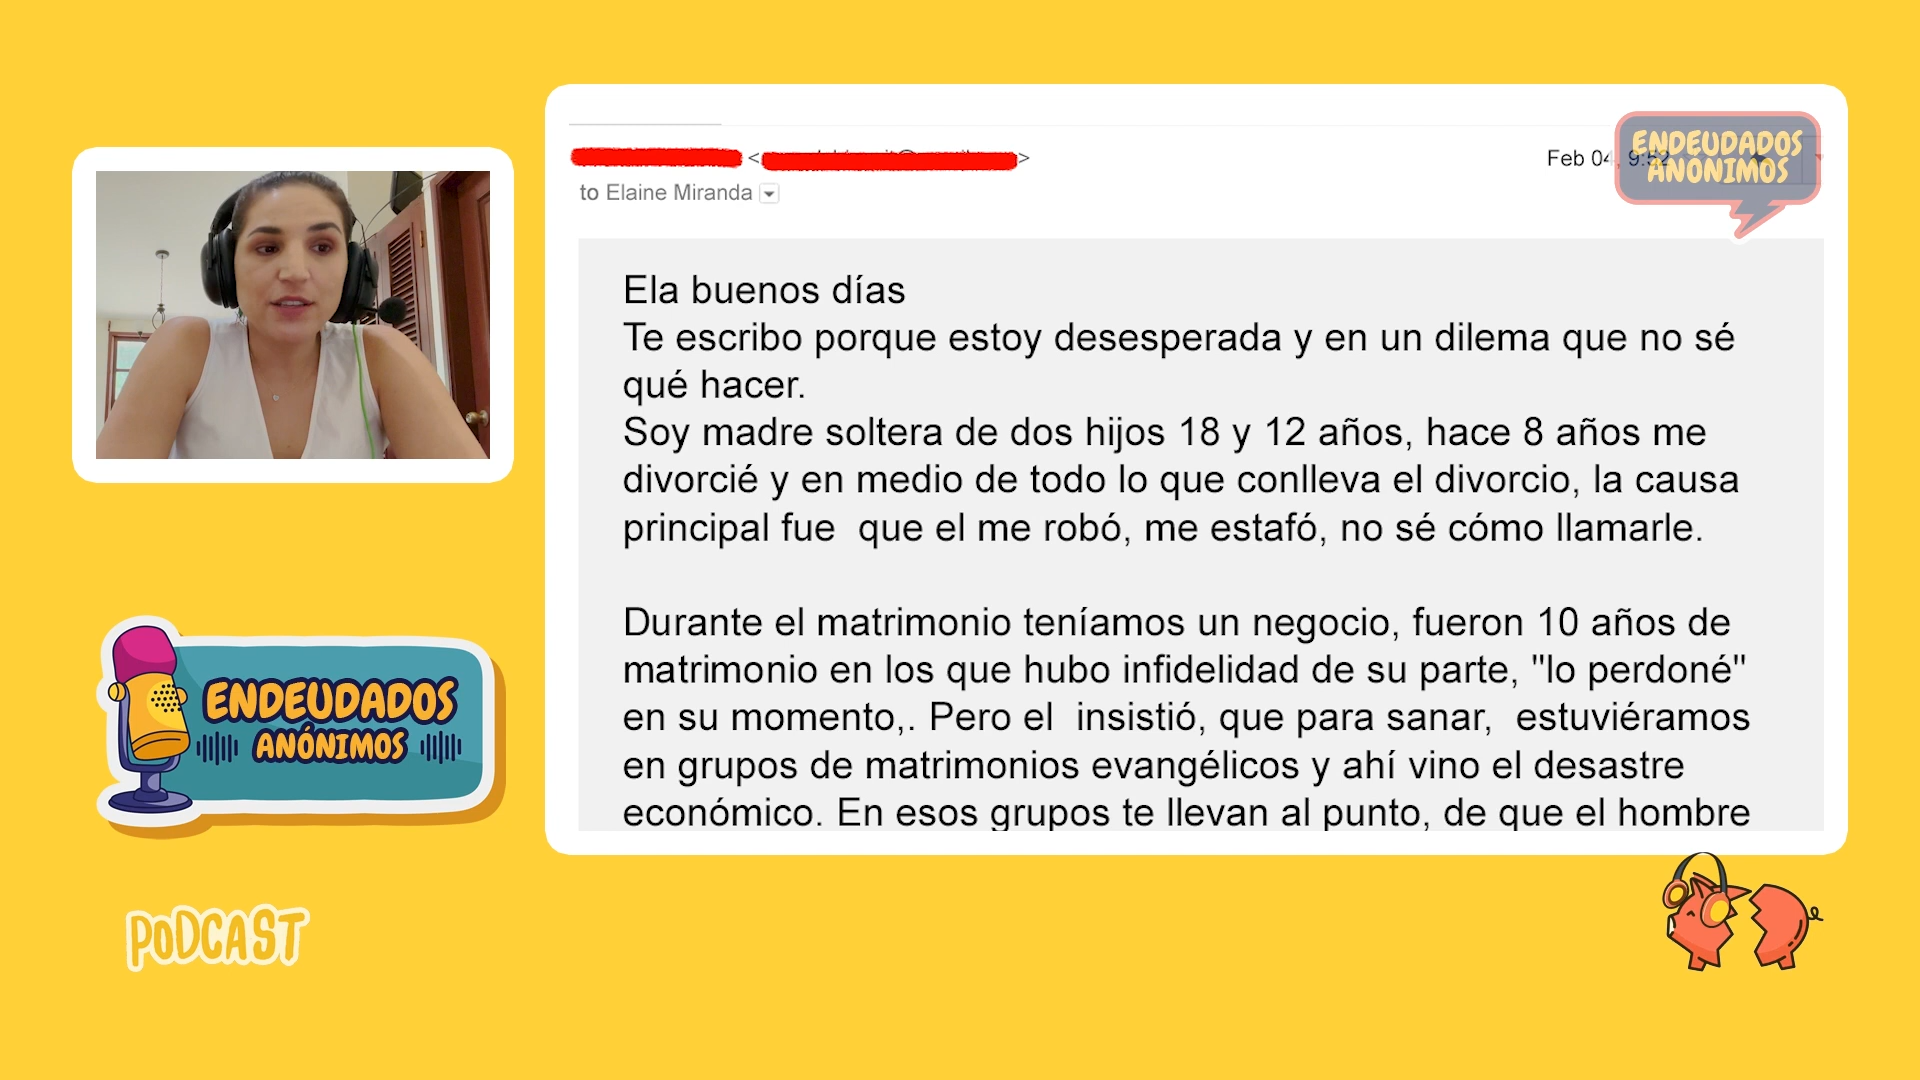 < >
Feb 04, 9:52
to Elaine Miranda
ENDEUDADOS
ANÓNIMOS
Ela buenos días
Te escribo porque estoy desesperada y en un dilema que no sé
qué hacer.
Soy madre soltera de dos hijos 18 y 12 años, hace 8 años me
divorcié y en medio de todo lo que conlleva el divorcio, la causa
principal fue  que el me robó, me estafó, no sé cómo llamarle.
Durante el matrimonio teníamos un negocio, fueron 10 años de
matrimonio en los que hubo infidelidad de su parte, "lo perdoné"
en su momento,. Pero el  insistió, que para sanar,  estuviéramos
en grupos de matrimonios evangélicos y ahí vino el desastre
económico. En esos grupos te llevan al punto, de que el hombre
ENDEUDADOS
ANÓNIMOS
PODCAST